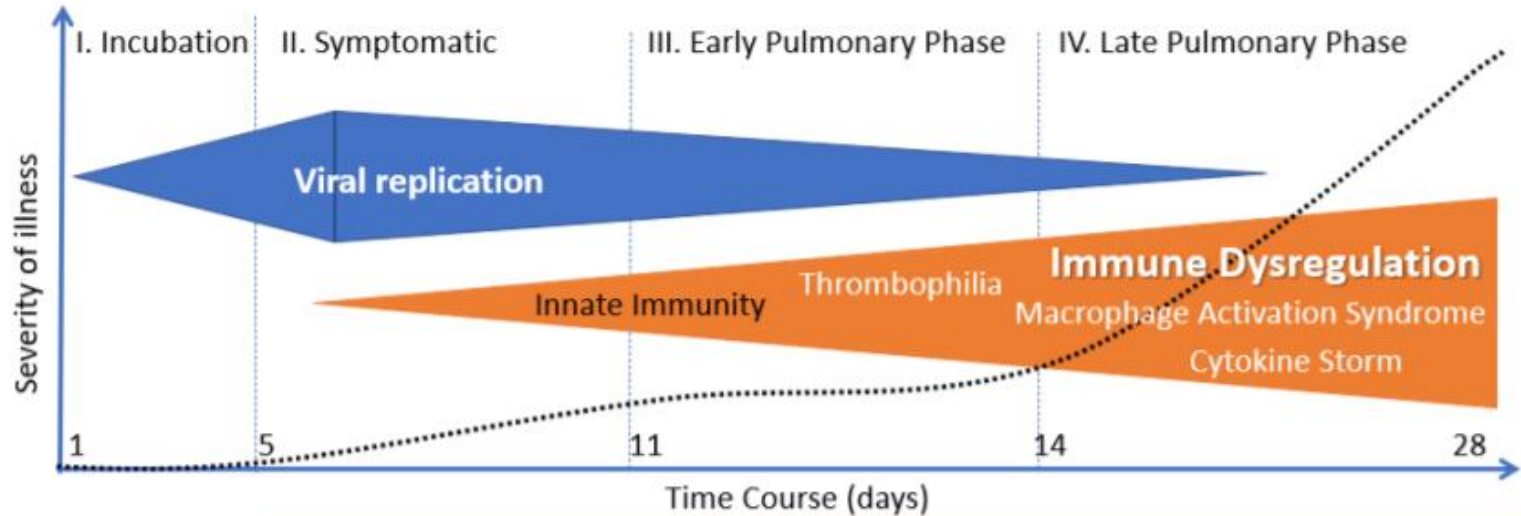 I. Incubation
II. Symptomatic
III. Early Pulmonary Phase
IV. Late Pulmonary Phase
Severity of illness
Viral replication
Innate Immunity
Thrombophilia
Immune Dysregulation
Macrophage Activation Syndrome
Cytokine Storm
1
5
11
14
28
Time Course (days)